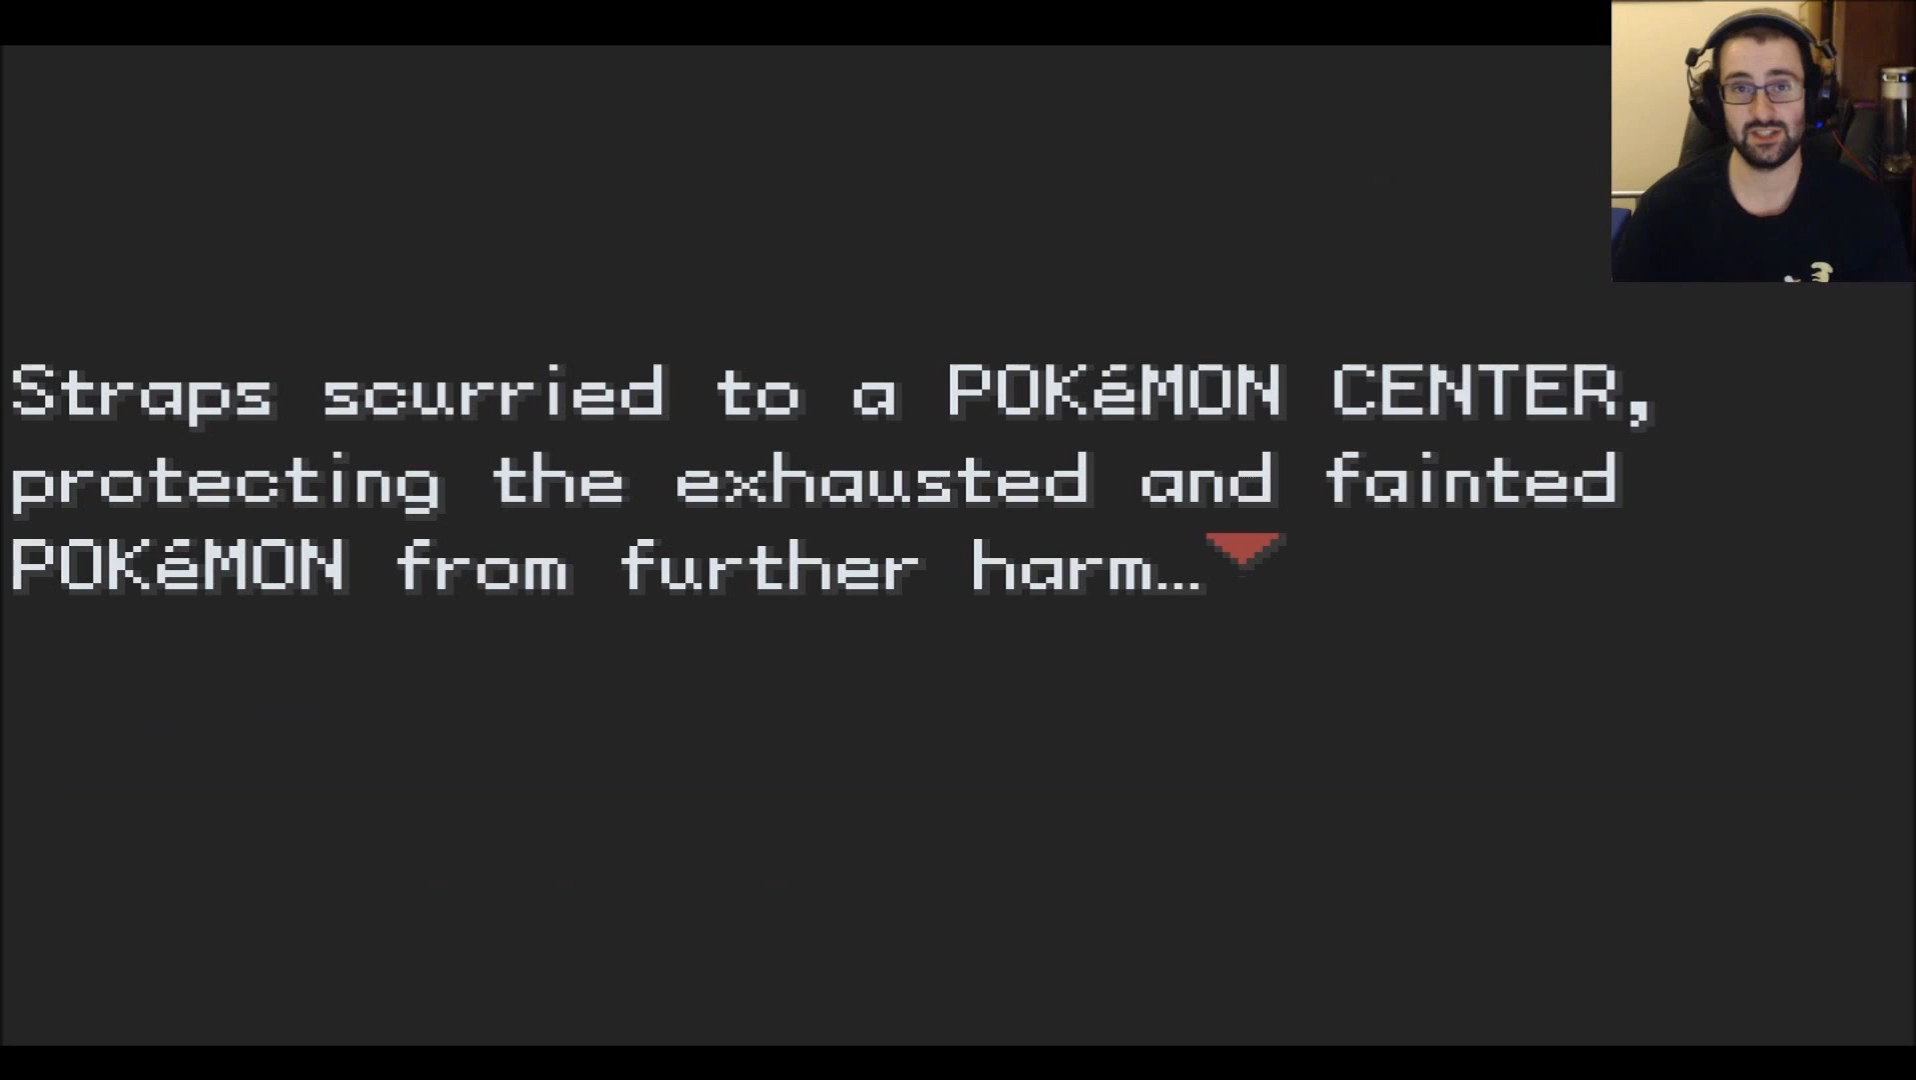 Straps scurried to a POKéMON CENTER,
protecting the exhausted and fainted
POKéMON from further harm…